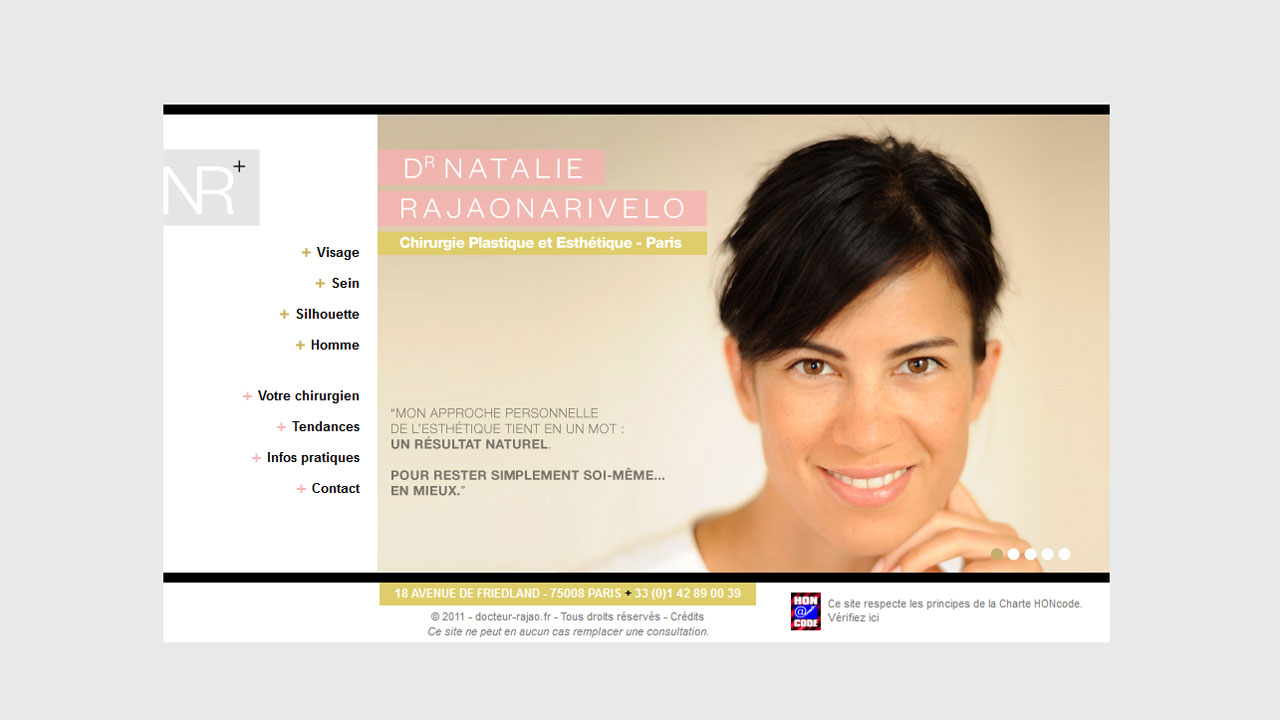 NR+
+ Visage
+ Sein
+ Silhouette
+ Homme
+ Votre chirurgien
+ Tendances
+ Infos pratiques
+ Contact
DR NATALIE
RAJAONARIVELO
Chirurgie Plastique et Esthétique - Paris
“MON APPROCHE PERSONNELLE
DE L’ESTHÉTIQUE TIENT EN UN MOT :
UN RÉSULTAT NATUREL.
POUR RESTER SIMPLEMENT SOI-MÊME...
EN MIEUX.”
18 AVENUE DE FRIEDLAND - 75008 PARIS + 33 (0)1 42 89 00 39
© 2011 - docteur-rajao.fr - Tous droits réservés - Crédits
Ce site ne peut en aucun cas remplacer une consultation.
HON
@
CODE
Ce site respecte les principes de la Charte HONcode.
Vérifiez ici